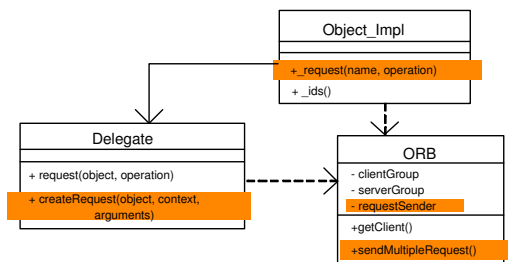 Object_Impl
+_request(name, operation)
+ _ids()
Delegate
+ request(object, operation)
+ createRequest(object, context,
arguments)
ORB
- clientGroup
- serverGroup
- requestSender
+getClient()
+sendMultipleRequest()